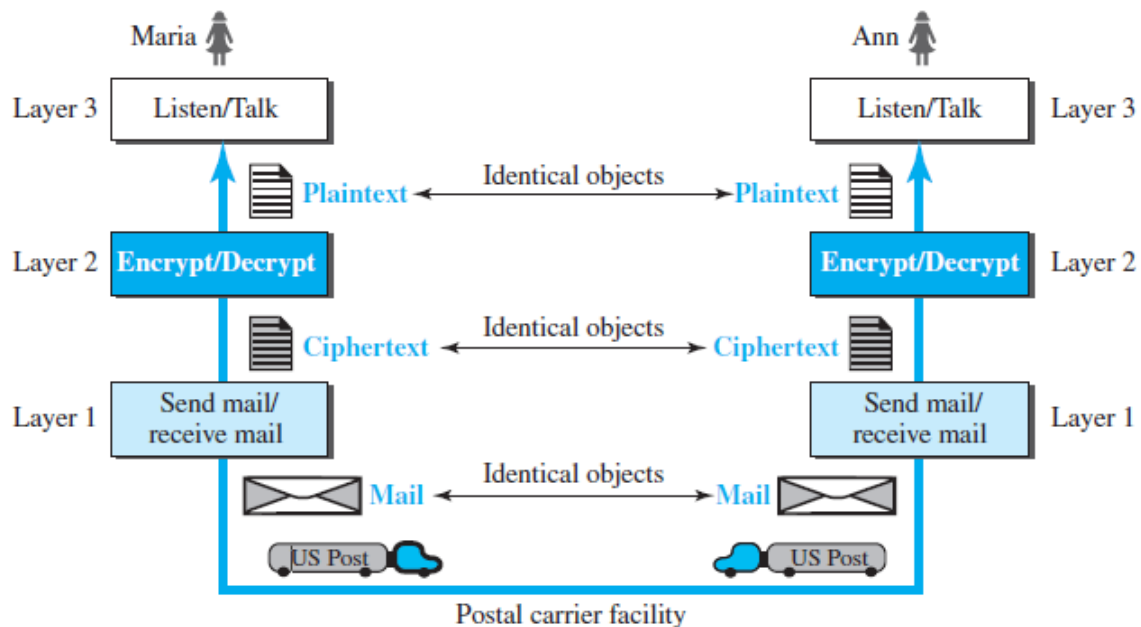 Maria
Ann
Layer 3
Listen/Talk
Listen/Talk
Layer 3
Plaintext
Identical objects
Plaintext
Layer 2
Encrypt/Decrypt
Encrypt/Decrypt
Layer 2
Ciphertext
Identical objects
Ciphertext
Layer 1
Send mail/
receive mail
Send mail/
receive mail
Layer 1
Mail
Identical objects
Mail
US Post
US Post
Postal carrier facility